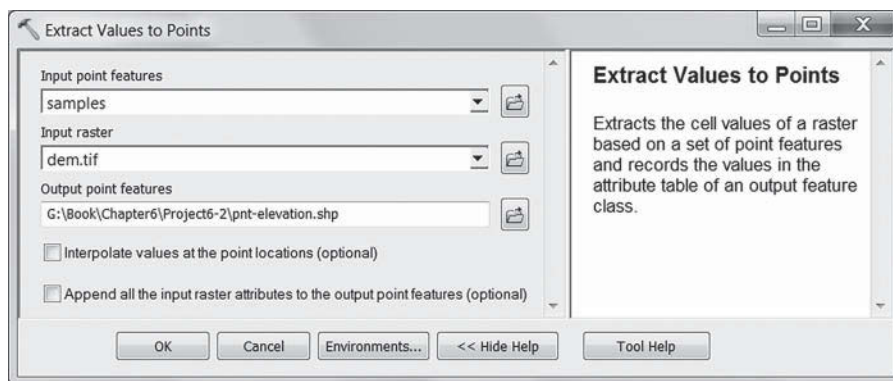 Extract Values to Points
Input point features
samples
Input raster
dem.tif
Output point features
G:\Book\Chapter6\Project6-2\pnt-elevation.shp
Interpolate values at the point locations (optional)
Append all the input raster attributes to the output point features (optional)
Extract Values to Points
Extracts the cell values of a raster
based on a set of point features
and records the values in the
attribute table of an output feature
class.
OK
Cancel
Environments...
<< Hide Help
Tool Help